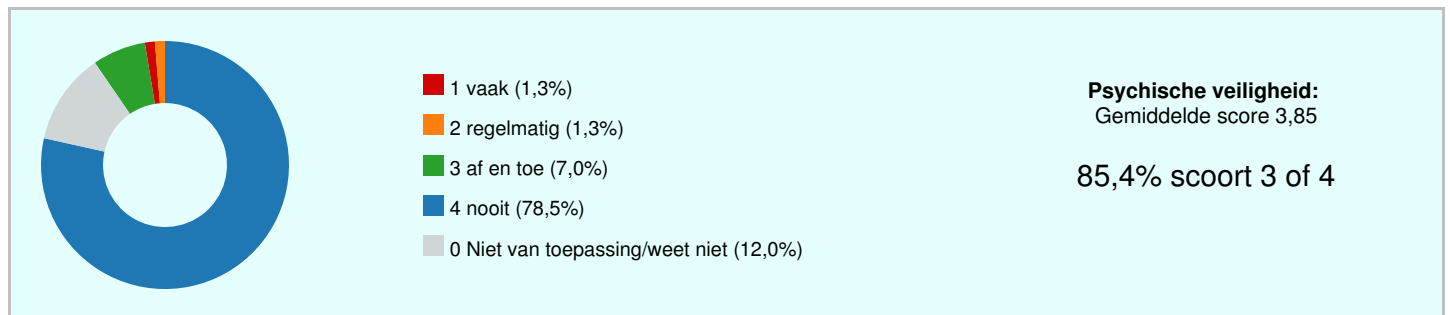 1 vaak (1,3%)
2 regelmatig (1,3%)
3 af en toe (7,0%)
4 nooit (78,5%)
0 Niet van toepassing/weet niet (12,0%)
Psychische veiligheid:
Gemiddelde score 3,85
85,4% scoort 3 of 4